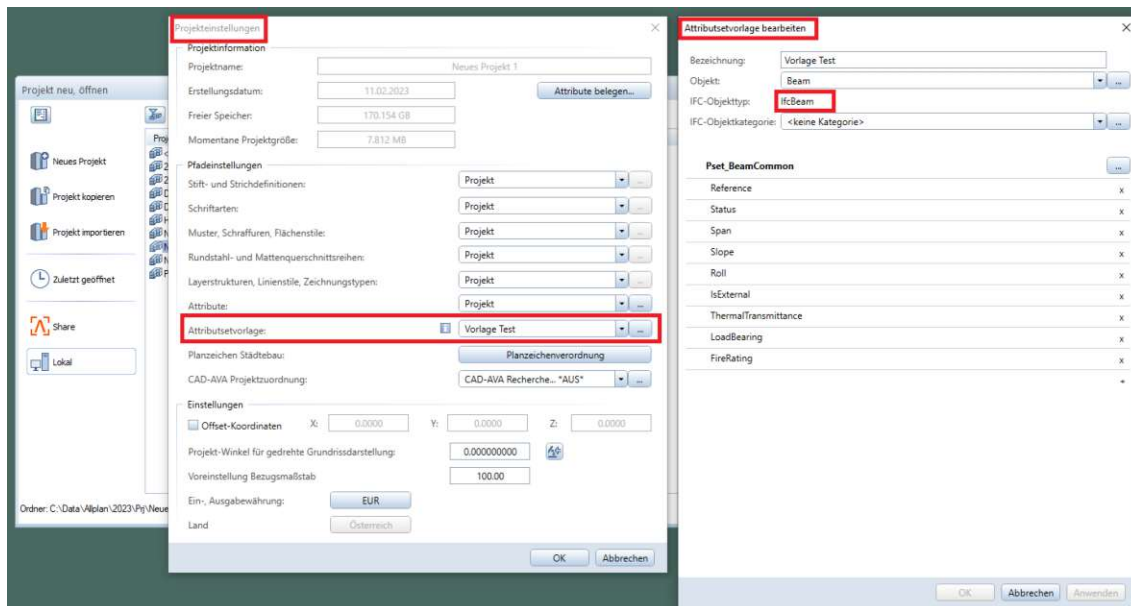 Projekt neu, öffnen
Proj
Neues Projekt
Projekt kopieren
Projekt importieren
Zuletzt geöffnet
Share
Lokal
Ordner: C:\Data\Allplan\2023\Prj\Neue
Projekteinstellungen
Projektinformation
Projektname: Neues Projekt 1
Erstellungsdatum: 11.02.2023 Attribute belegen...
Freier Speicher: 170.154 GB
Momentane Projektgröße: 7.812 MB
Pfadeinstellungen
Stift- und Strichdefinitionen: Projekt ...
Schriftarten: Projekt ...
Muster, Schraffuren, Flächenstile: Projekt ...
Rundstahl- und Mattenquerschnittsreihen: Projekt ...
Layerstrukturen, Linienstile, Zeichnungstypen: Projekt ...
Attribute: Projekt ...
Attributsetvorlage: Vorlage Test ...
Planzeichen Städtebau: Planzeichenverordnung
CAD-AVA Projektzuordnung: CAD-AVA Recherche... *AUS* ...
Einstellungen
Offset-Koordinaten X: 0.0000 Y: 0.0000 Z: 0.0000
Projekt-Winkel für gedrehte Grundrissdarstellung: 0.000000000
Voreinstellung Bezugsmaßstab 100.00
Ein-, Ausgabewährung: EUR
Land Österreich
OK Abbrechen
Attributsetvorlage bearbeiten
Bezeichnung: Vorlage Test
Objekt: Beam ...
IFC-Objekttyp: IfcBeam
IFC-Objektkategorie: <keine Kategorie> ...
Pset_BeamCommon ...
Reference x
Status x
Span x
Slope x
Roll x
IsExternal x
ThermalTransmittance x
LoadBearing x
FireRating x
OK Abbrechen Anwenden